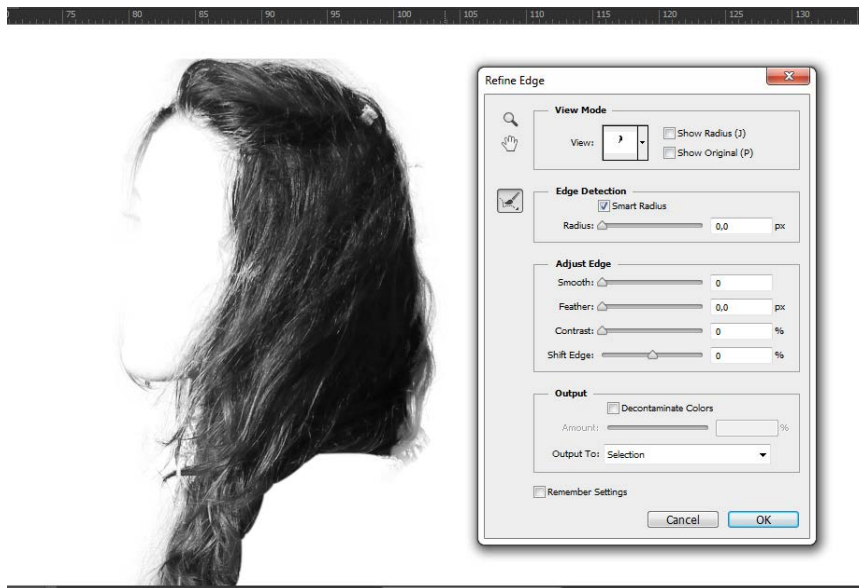 75 80 85 90 95 100 105 110 115 120 125 130
Refine Edge
View Mode
View:
Show Radius (J)
Show Original (P)
Edge Detection
Smart Radius
Radius: 0,0 px
Adjust Edge
Smooth: 0
Feather: 0,0 px
Contrast: 0 %
Shift Edge: 0 %
Output
Decontaminate Colors
Amount: %
Output To: Selection
Remember Settings
Cancel OK